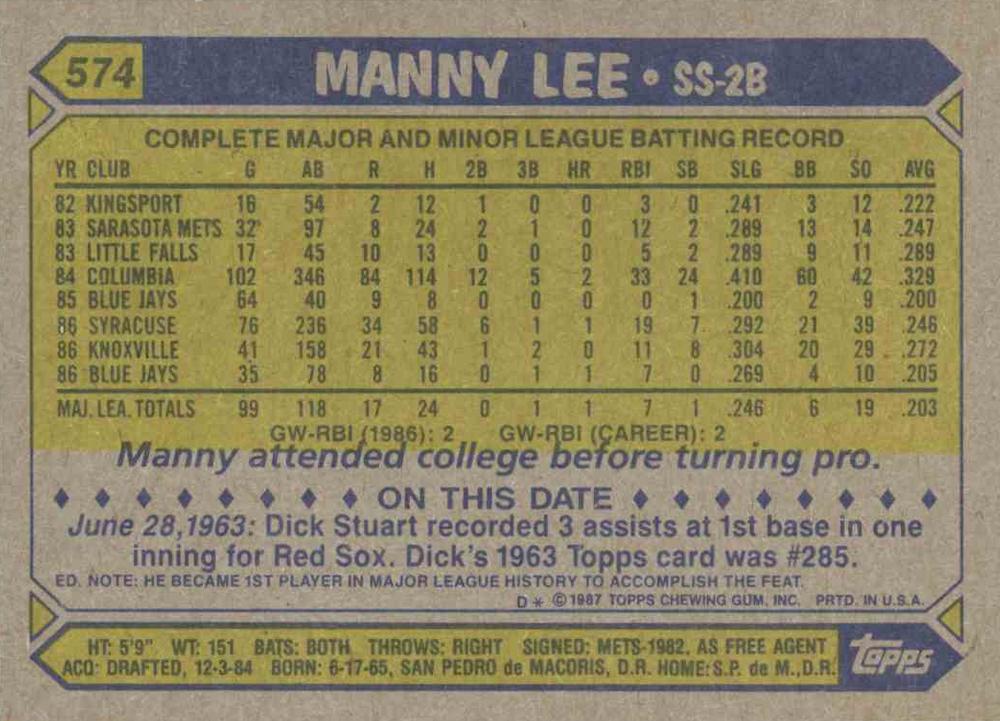 574 MANNY LEE • SS-2B
COMPLETE MAJOR AND MINOR LEAGUE BATTING RECORD
YR CLUB G AB R H 2B 3B HR RBI SB SLG BB SO AVG
82 KINGSPORT 16 54 2 12 1 0 0 3 0 .241 3 12 .222
83 SARASOTA METS 32 97 8 24 2 1 0 12 2 .289 13 14 .247
83 LITTLE FALLS 17 45 10 13 0 0 0 5 2 .289 9 11 .289
84 COLUMBIA 102 346 84 114 12 5 2 33 24 .410 60 42 .329
85 BLUE JAYS 64 40 9 8 0 0 0 0 1 .200 2 9 .200
86 SYRACUSE 76 236 34 58 6 1 1 19 7 .292 21 39 .246
86 KNOXVILLE 41 158 21 43 1 2 0 11 8 .304 20 29 .272
86 BLUE JAYS 35 78 8 16 0 1 1 7 0 .269 4 10 .205
MAJ. LEA. TOTALS 99 118 17 24 0 1 1 7 1 .246 6 19 .203
GW-RBI (1986): 2 GW-RBI (CAREER): 2
Manny attended college before turning pro.
♦ ♦ ♦ ♦ ♦ ♦ ♦ ♦ ON THIS DATE ♦ ♦ ♦ ♦ ♦ ♦ ♦ ♦
June 28,1963: Dick Stuart recorded 3 assists at 1st base in one
inning for Red Sox. Dick's 1963 Topps card was #285.
ED. NOTE: HE BECAME 1ST PLAYER IN MAJOR LEAGUE HISTORY TO ACCOMPLISH THE FEAT.
D * © 1987 TOPPS CHEWING GUM, INC. PRTD. IN U.S.A.
HT: 5'9" WT: 151 BATS: BOTH THROWS: RIGHT SIGNED: METS-1982, AS FREE AGENT
ACQ: DRAFTED, 12-3-84 BORN: 6-17-65, SAN PEDRO de MACORIS, D.R. HOME: S.P. de M.,D.R.
Topps